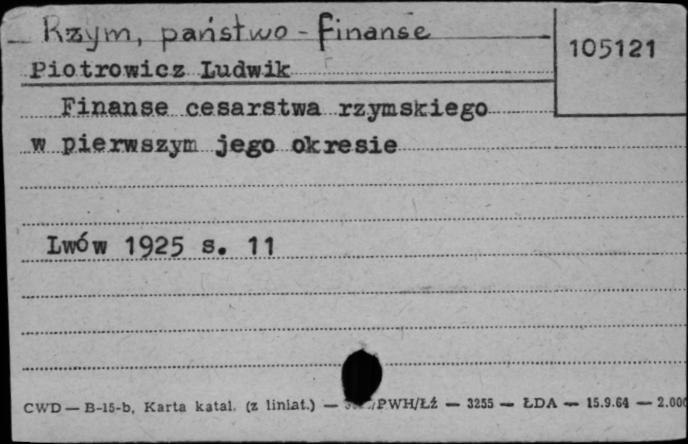 Rzym, państwo - finanse
105121
Piotrowicz Ludwik
Finanse cesarstwa rzymskiego
w pierwszym jego okresie
Lwów 1925 s. 11
CWD — B-15-b, Karta katal. (z liniat.) — /PWH/Łź — 3255 — ŁDA — 15.9.64 — 2.000